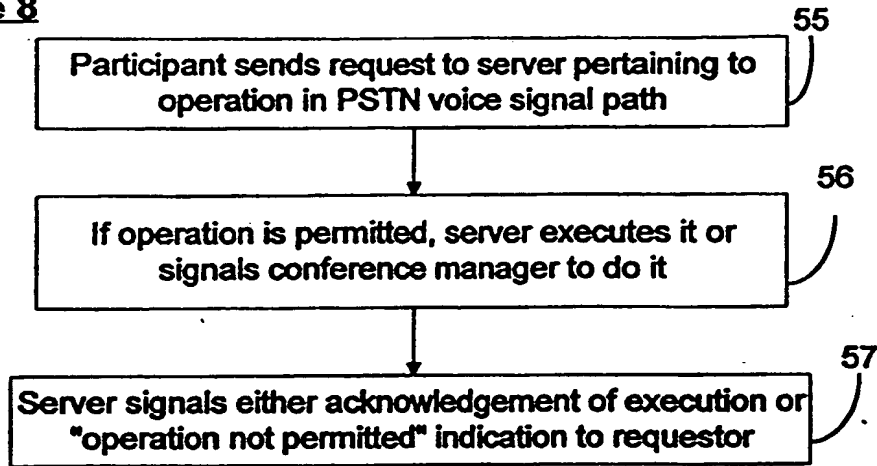 e 8
55
Participant sends request to server pertaining to
operation in PSTN voice signal path
56
If operation is permitted, server executes it or
signals conference manager to do it
57
Server signals either acknowledgement of execution or
"operation not permitted" indication to requestor